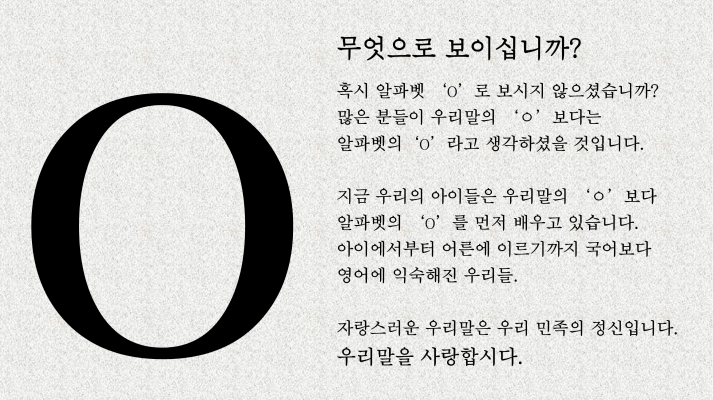 O
무엇으로 보이십니까?
혹시 알파벳 ‘O’ 로 보시지 않으셨습니까?
많은 분들이 우리말의 ‘ㅇ’ 보다는
알파벳의 ‘O’ 라고 생각하셨을 것입니다.
지금 우리의 아이들은 우리말의 ‘ㅇ’ 보다
알파벳의 ‘O’ 를 먼저 배우고 있습니다.
아이에서부터 어른에 이르기까지 국어보다
영어에 익숙해진 우리들.
자랑스러운 우리말은 우리 민족의 정신입니다.
우리말을 사랑합시다.